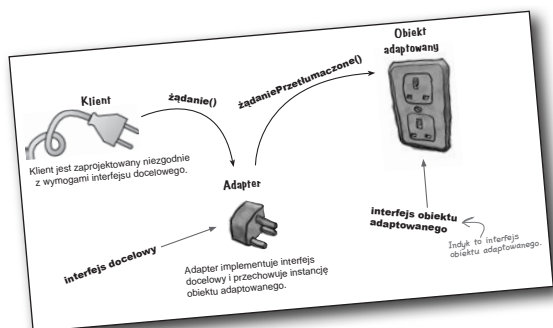 Obiekt
adaptowany
Klient
żądanie()
żądaniePrzetłumaczone()
Klient jest zaprojektowany niezgodnie
z wymogami interfejsu docelowego.
Adapter
interfejs docelowy
Adapter implementuje interfejs
docelowy i przechowuje instancję
obiektu adaptowanego.
interfejs obiektu
adaptowanego
Indyk to interfejs
obiektu adaptowanego.